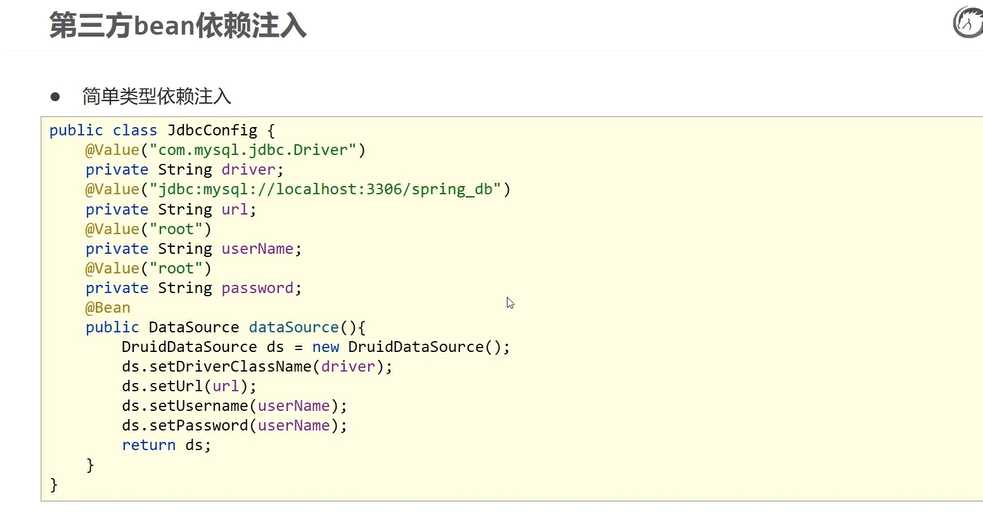 第三方bean依赖注入
● 简单类型依赖注入
public class JdbcConfig {
    @Value("com.mysql.jdbc.Driver")
    private String driver;
    @Value("jdbc:mysql://localhost:3306/spring_db")
    private String url;
    @Value("root")
    private String userName;
    @Value("root")
    private String password;
    @Bean
    public DataSource dataSource(){
        DruidDataSource ds = new DruidDataSource();
        ds.setDriverClassName(driver);
        ds.setUrl(url);
        ds.setUsername(userName);
        ds.setPassword(userName);
        return ds;
    }
}